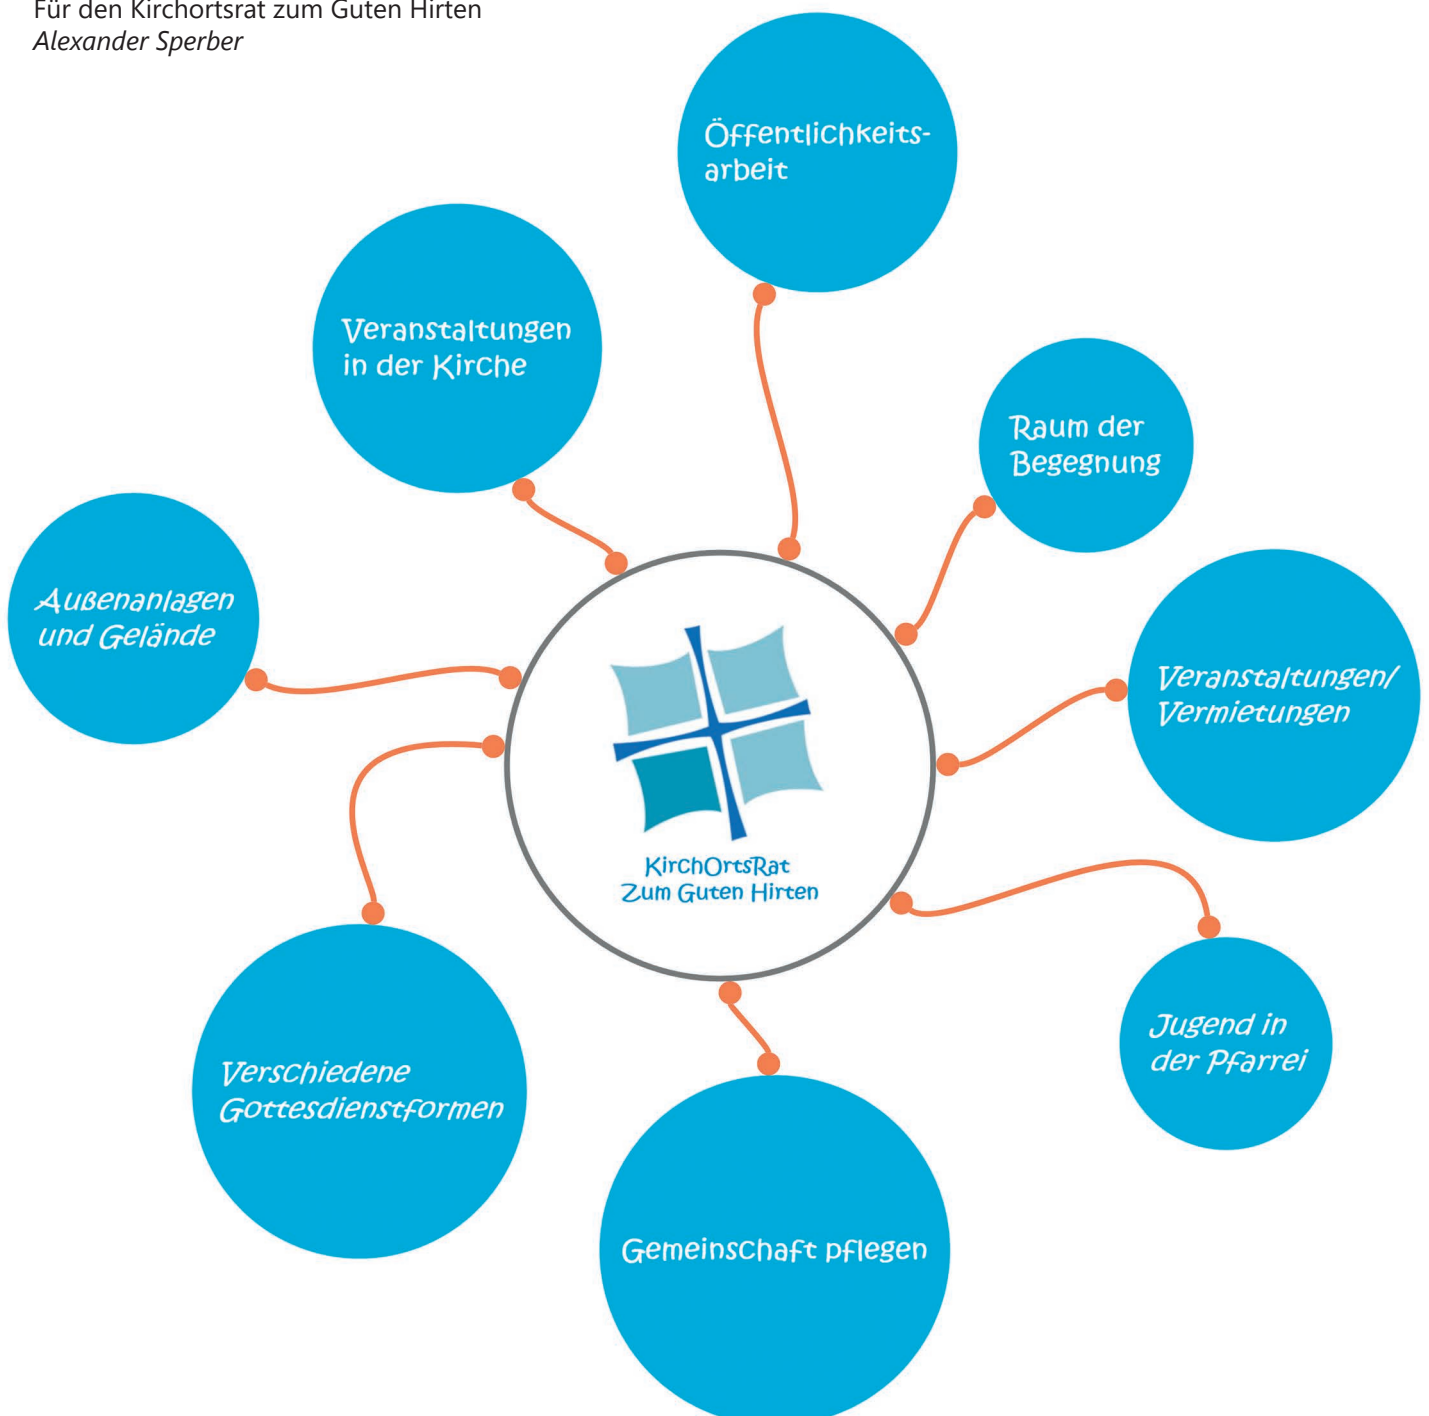 Für den Kirchortsrat zum Guten Hirten
Alexander Sperber
Öffentlichkeits-
arbeit
Veranstaltungen
in der Kirche
Raum der
Begegnung
Außenanlagen
und Gelände
Veranstaltungen/
Vermietungen
KirchOrtsRat
Zum Guten Hirten
Jugend in
der Pfarrei
Verschiedene
Gottesdienstformen
Gemeinschaft pflegen